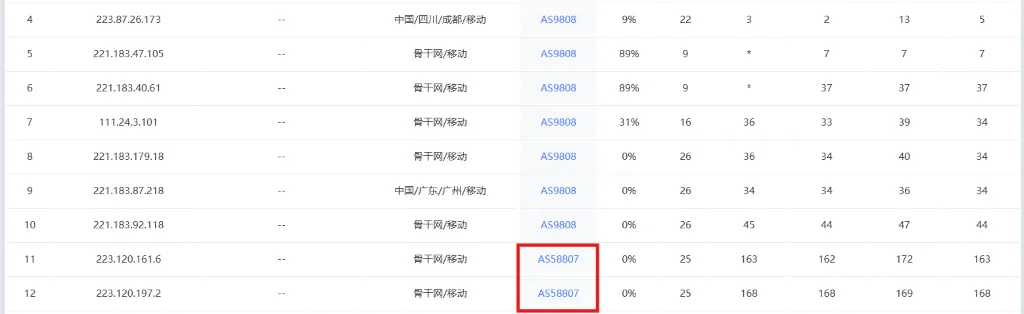 4 223.87.26.173 -- 中国/四川/成都/移动 AS9808 9% 22 3 2 13 5
5 221.183.47.105 -- 骨干网/移动 AS9808 89% 9 * 7 7 7
6 221.183.40.61 -- 骨干网/移动 AS9808 89% 9 * 37 37 37
7 111.24.3.101 -- 骨干网/移动 AS9808 31% 16 36 33 39 34
8 221.183.179.18 -- 骨干网/移动 AS9808 0% 26 36 34 40 34
9 221.183.87.218 -- 中国/广东/广州/移动 AS9808 0% 26 34 34 36 34
10 221.183.92.118 -- 骨干网/移动 AS9808 0% 26 45 44 47 44
11 223.120.161.6 -- 骨干网/移动 AS58807 0% 25 163 162 172 163
12 223.120.197.2 -- 骨干网/移动 AS58807 0% 25 168 168 169 168